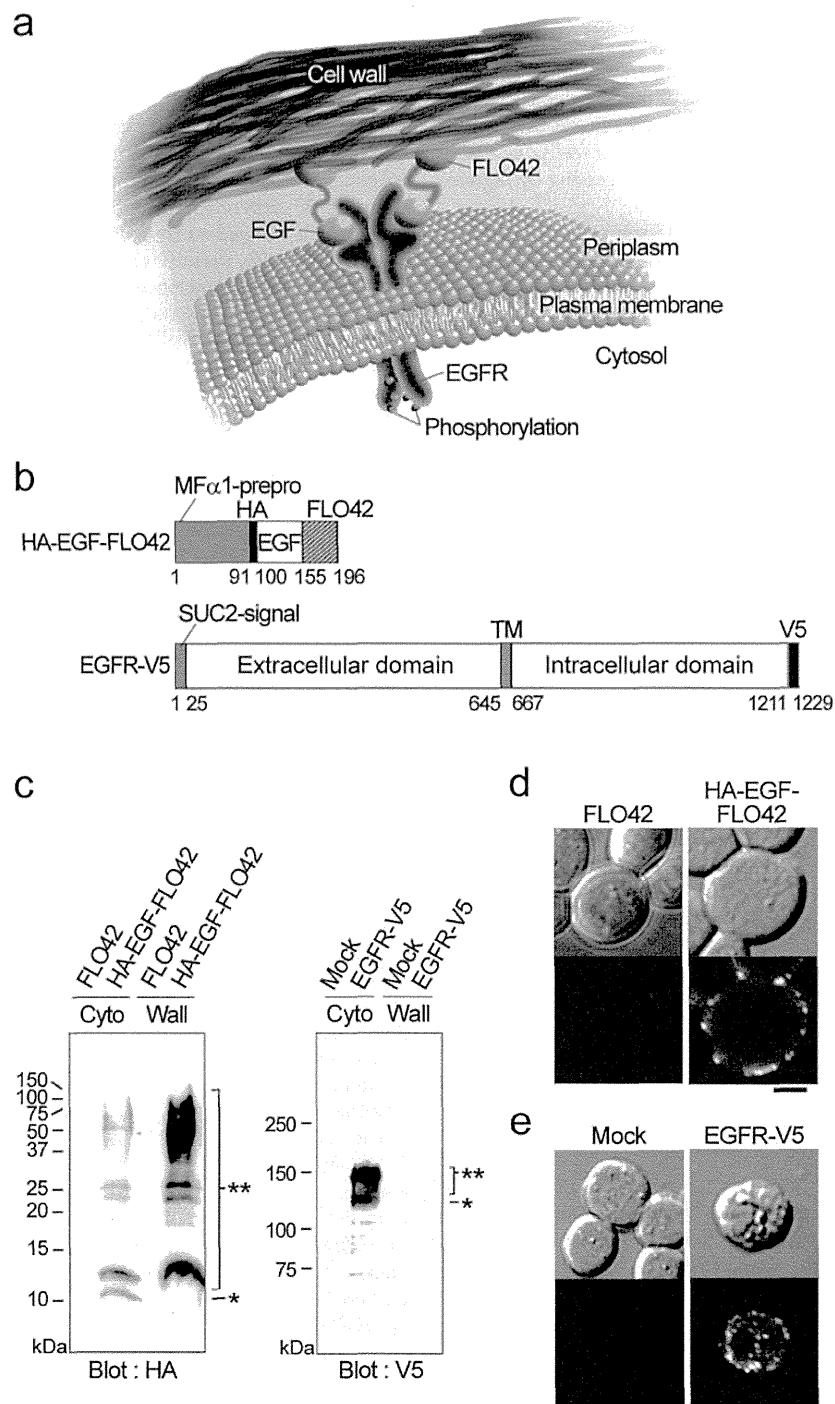 a
Cell wall
FLO42
EGF
Periplasm
Plasma membrane
Cytosol
EGFR
Phosphorylation
b
MFα1-prepro
HA FLO42
HA-EGF-FLO42 EGF
1 91 100 155 196
SUC2-signal
TM V5
EGFR-V5 Extracellular domain Intracellular domain
1 25 645 667 1211 1229
c
FLO42
HA-EGF-FLO42
FLO42
HA-EGF-FLO42
Cyto Wall
150
100
75
50
37
25
20
15
10
kDa
**
*
Blot : HA
Mock
EGFR-V5
Mock
EGFR-V5
Cyto Wall
250
150
100
75
kDa
**
*
Blot : V5
d
FLO42
HA-EGF-
FLO42
e
Mock EGFR-V5